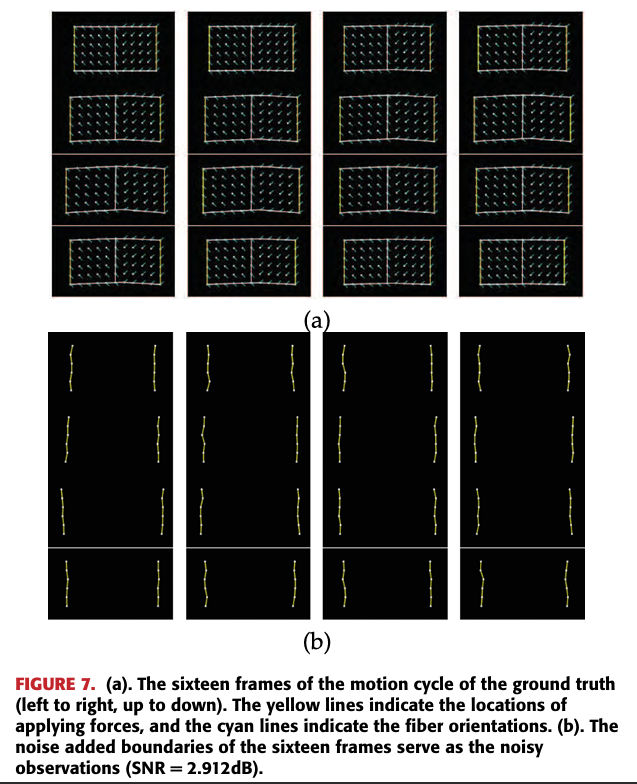 (a)
(b)
FIGURE 7. (a). The sixteen frames of the motion cycle of the ground truth
(left to right, up to down). The yellow lines indicate the locations of
applying forces, and the cyan lines indicate the fiber orientations. (b). The
noise added boundaries of the sixteen frames serve as the noisy
observations (SNR = 2.912dB).